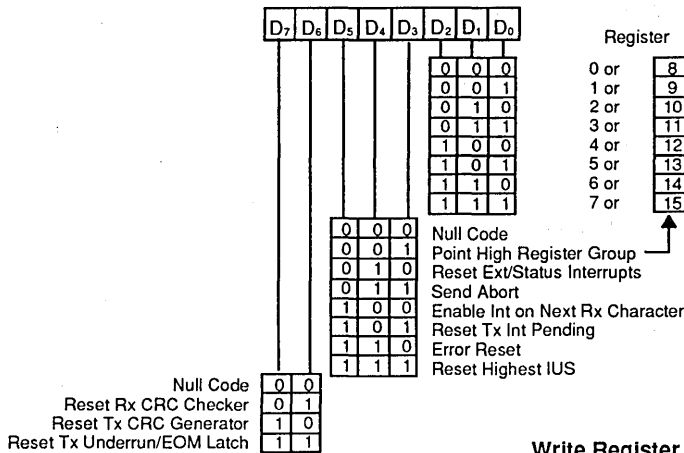 D7 D6 D5 D4 D3 D2 D1 D0
Register
0 0 0 0 or 8
0 0 1 1 or 9
0 1 0 2 or 10
0 1 1 3 or 11
1 0 0 4 or 12
1 0 1 5 or 13
1 1 0 6 or 14
1 1 1 7 or 15
0 0 0 Null Code
0 0 1 Point High Register Group
0 1 0 Reset Ext/Status Interrupts
0 1 1 Send Abort
1 0 0 Enable Int on Next Rx Character
1 0 1 Reset Tx Int Pending
1 1 0 Error Reset
1 1 1 Reset Highest IUS
Null Code 0 0
Reset Rx CRC Checker 0 1
Reset Tx CRC Generator 1 0
Reset Tx Underrun/EOM Latch 1 1
Write Register